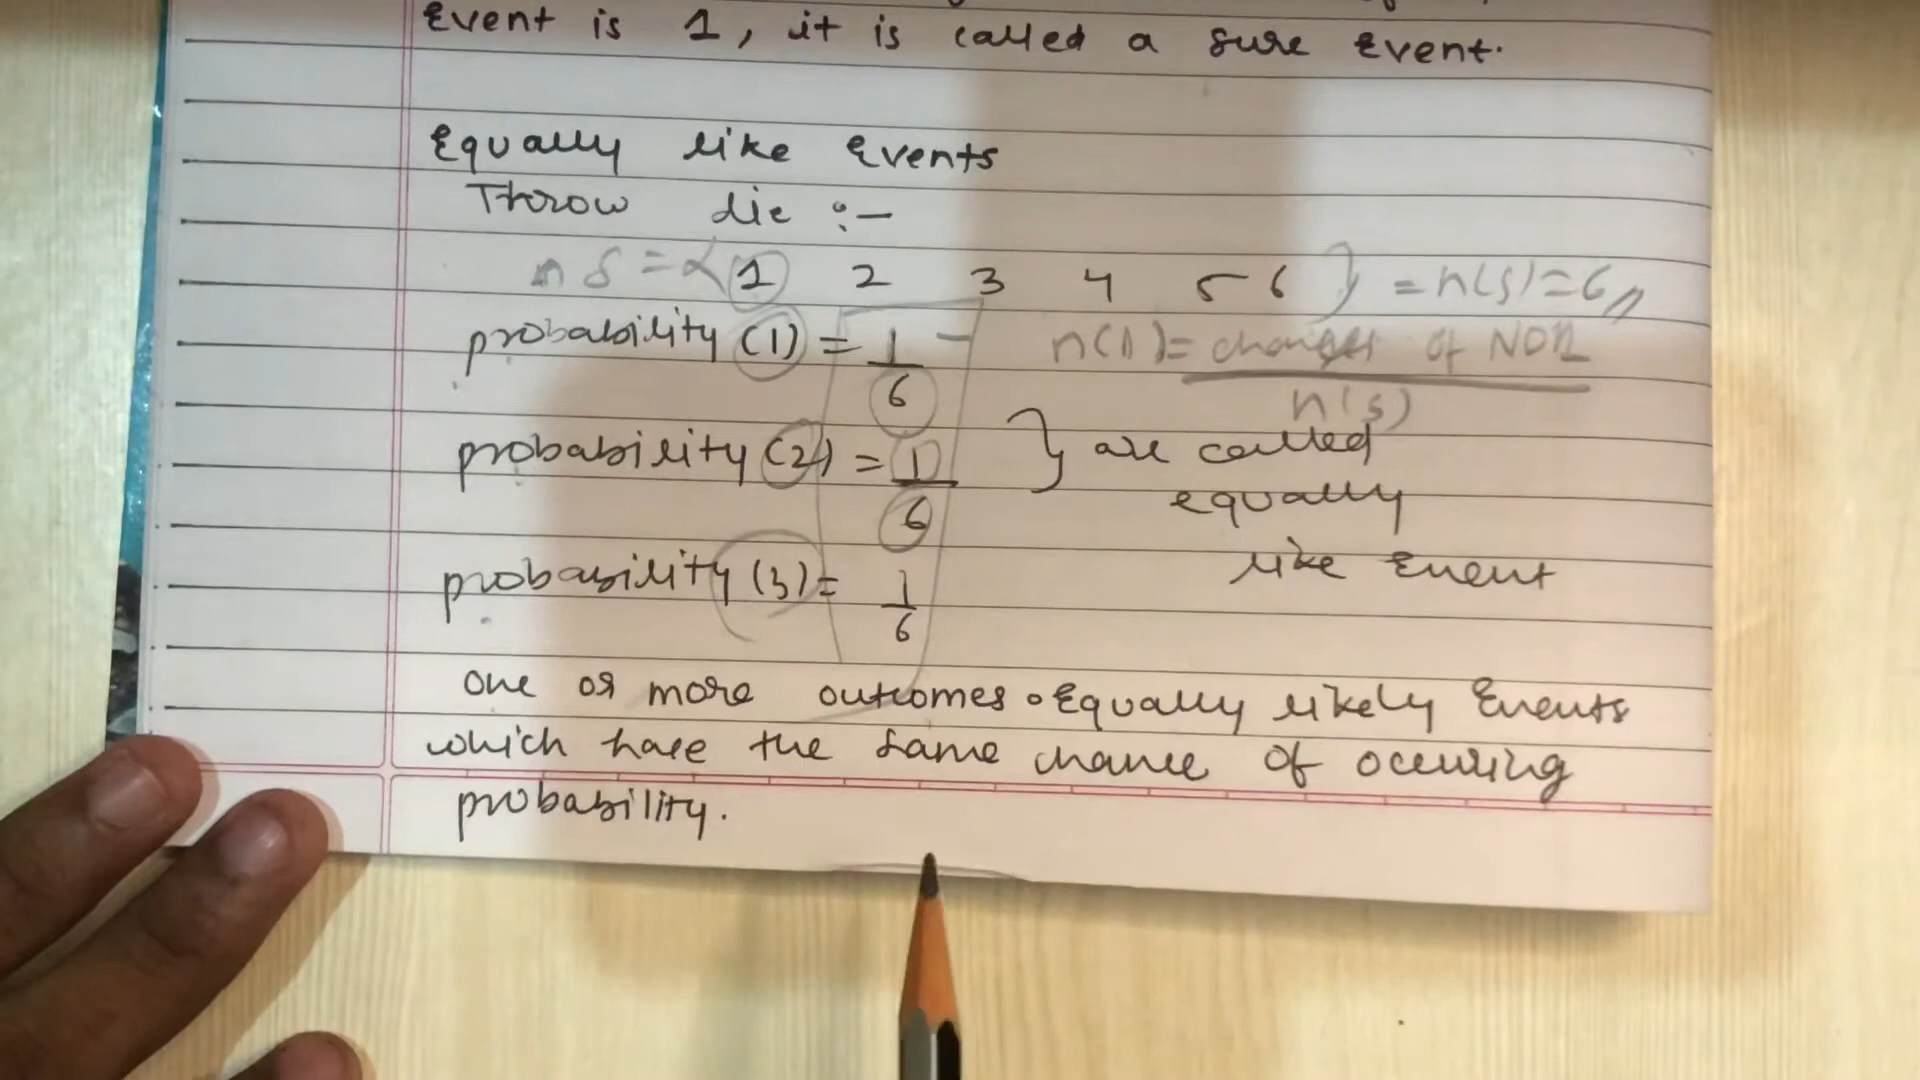 Event is 1, it is called a sure Event.
Equally like Events
Throw die :-
n S = { 1 2 3 4 5 6 } = n(s) = 6 //
probability (1) = 1/6 -
n(1) = of
n(s)
probability (2) = 1/6 } are called
equally
like Event
probability (3) = 1/6
one or more outcomes Equally likely Events
which have the same chance of occuring
probability.